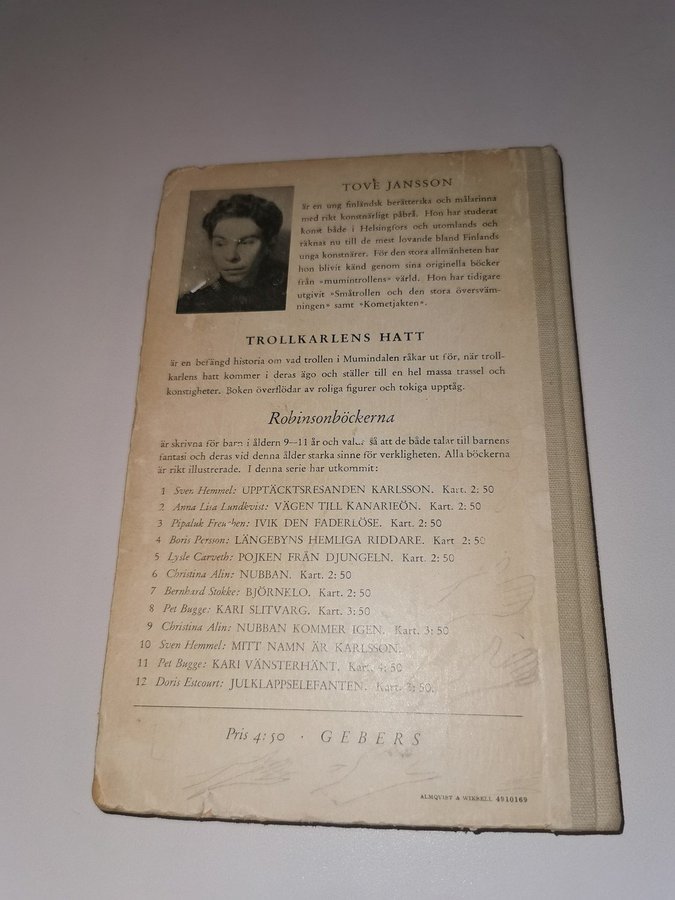 TOVE JANSSON
är en ung finländsk berätterska och målarinna
med rikt konstnärligt påbrå. Hon har studerat
konst både i Helsingfors och utomlands och
räknas nu till de mest lovande bland Finlands
unga konstnärer. För den stora allmänheten har
hon blivit känd genom sina originella böcker
från »mumintrollens» värld. Hon har tidigare
utgivit »Småtrollen och den stora översväm-
ningen» samt »Kometjakten».
TROLLKARLENS HATT
är en befängd historia om vad trollen i Mumindalen råkar ut för, när troll-
karlens hatt kommer i deras ägo och ställer till en hel massa trassel och
konstigheter. Boken överflödar av roliga figurer och tokiga upptåg.
Robinsonböckerna
är skrivna för barn i åldern 9—11 år och valda så att de både talar till barnens
fantasi och deras vid denna ålder starka sinne för verkligheten. Alla böckerna
är rikt illustrerade. I denna serie har utkommit:
1 Sven Hemmel: UPPTÄCKTSRESANDEN KARLSSON. Kart. 2:50
2 Anna Lisa Lundkvist: VÄGEN TILL KANARIEÖN. Kart. 2:50
3 Pipaluk Freuchen: IVIK DEN FADERLÖSE. Kart. 2:50
4 Boris Persson: LÄNGEBYNS HEMLIGA RIDDARE. Kart. 2:50
5 Lysle Carveth: POJKEN FRÅN DJUNGELN. Kart. 2:50
6 Christina Alin: NUBBAN. Kart. 2:50
7 Bernhard Stokke: BJÖRNKLO. Kart. 2:50
8 Pet Bugge: KARI SLITVARG. Kart. 3:50
9 Christina Alin: NUBBAN KOMMER IGEN. Kart. 3:50
10 Sven Hemmel: MITT NAMN ÄR KARLSSON.
11 Pet Bugge: KARI VÄNSTERHÄNT. Kart. 4:50
12 Doris Estcourt: JULKLAPPSELEFANTEN. Kart. 3:50.
Pris 4:50 · GEBERS
ALMQVIST & WIKSELL 4910169